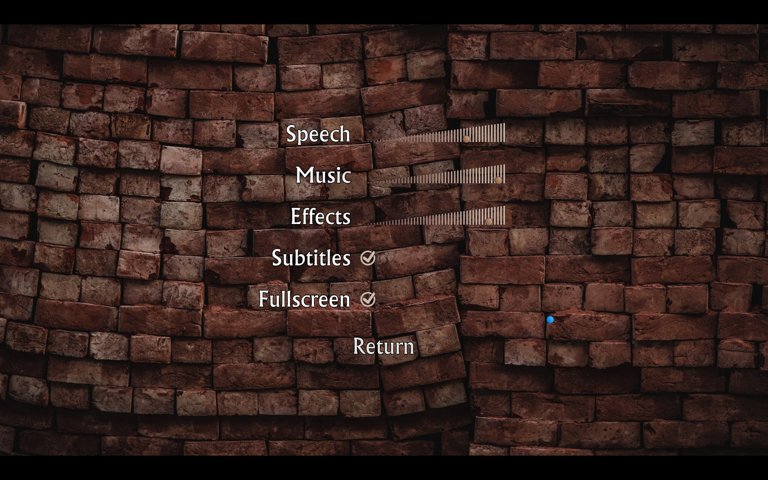 Speech
Music
Effects
Subtitles
Fullscreen
Return